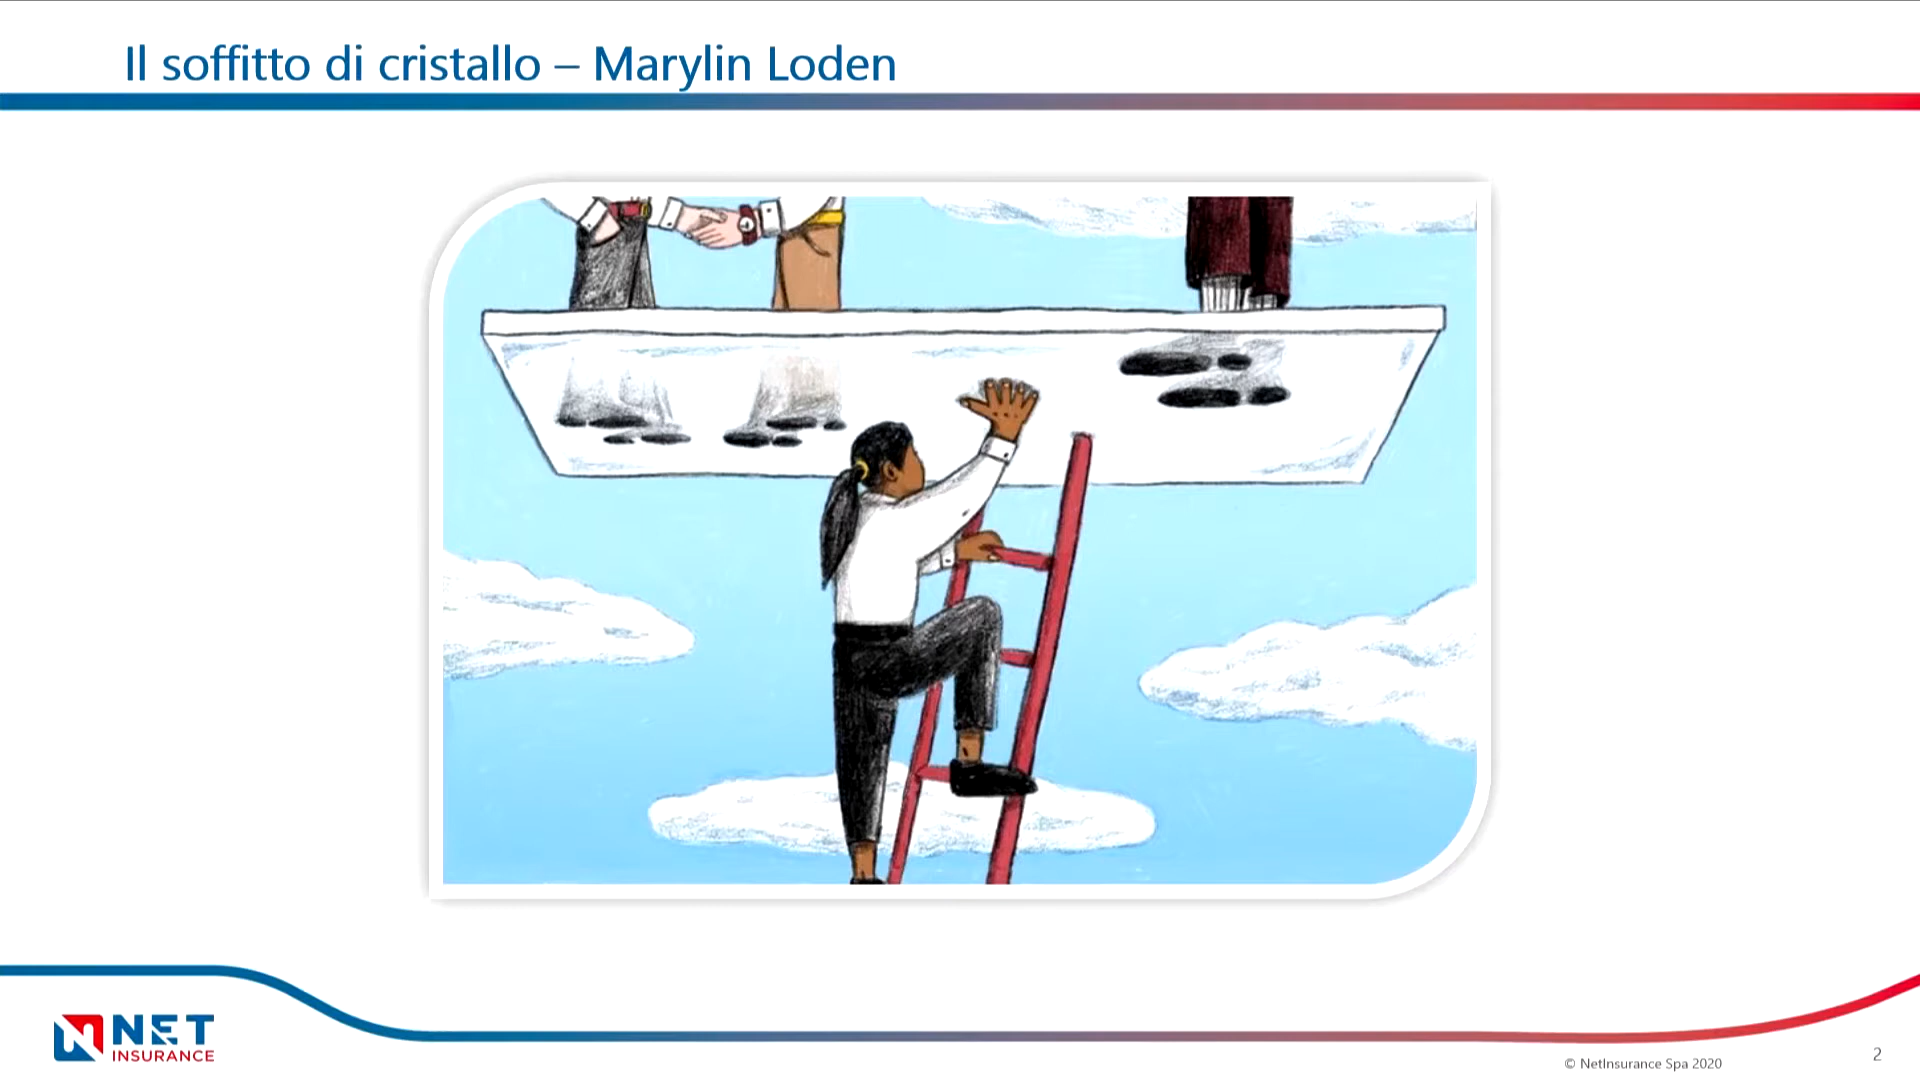 Il soffitto di cristallo – Marylin Loden
NET
INSURANCE
© NetInsurance Spa 2020
2